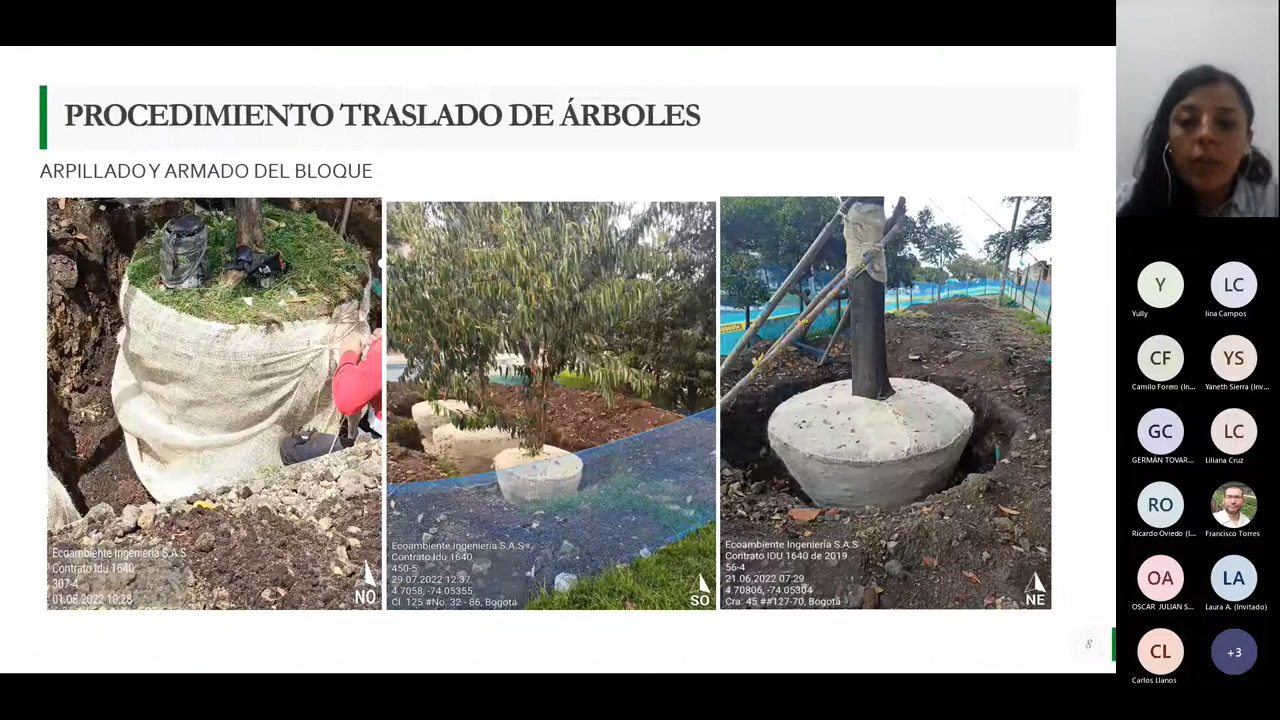 PROCEDIMIENTO TRASLADO DE ÁRBOLES
ARPILLADO Y ARMADO DEL BLOQUE
Ecoambiente Ingeniería S.A.S
Contrato Idu 1640
307-4
01.08.2022 10:28
NO
Ecoambiente Ingenieria S.A.S
Contrato Idu 1640
450-5
29.07.2022 12:37
4.7058, -74.05355
Cl. 125 #No. 32 - 86, Bogotá
SO
Ecoambiente Ingenieria S.A.S
Contrato IDU 1640 de 2019
56-4
21.06.2022 07:29
4.70806, -74.05304
Cra. 45 ##127-70, Bogotá
NE
8
Y
Yully
LC
lina Campos
CF
Camilo Forero (In...
YS
Yaneth Sierra (Inv...
GC
GERMÁN TOVAR...
LC
Liliana Cruz
RO
Ricardo Oviedo (I...
Francisco Torres
OA
OSCAR JULIAN S...
LA
Laura A. (Invitado)
CL
Carlos Llanos
+3